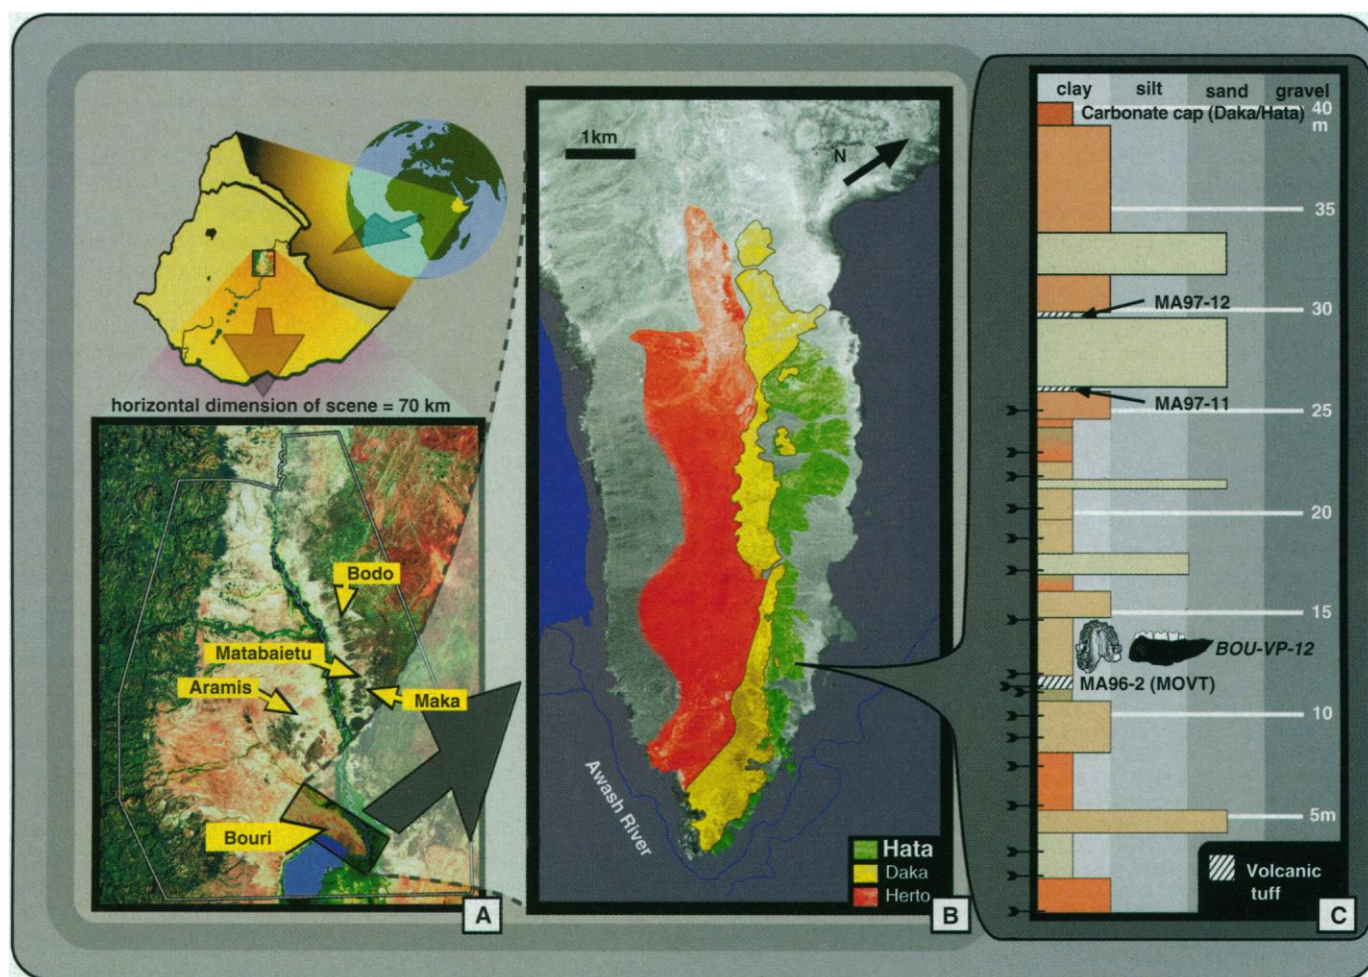 horizontal dimension of scene = 70 km
Bodo
Matabaietu
Aramis
Maka
Bouri
A
1km
N
Awash River
Hata
Daka
Herto
B
clay silt sand gravel
Carbonate cap (Daka/Hata) 40
m
35
MA97-12
30
MA97-11
25
20
15
BOU-VP-12
MA96-2 (MOVT)
10
5m
Volcanic
tuff
C